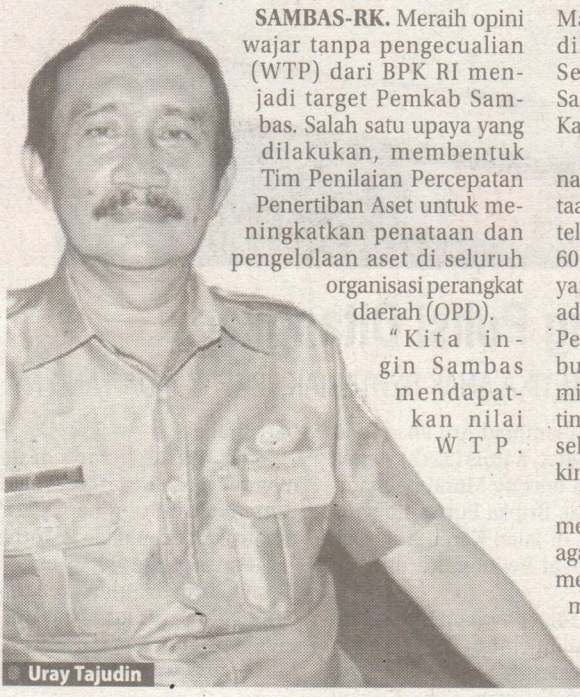 SAMBAS-RK. Meraih opini
wajar tanpa pengecualian
(WTP) dari BPK RI men-
jadi target Pemkab Sam-
bas. Salah satu upaya yang
dilakukan, membentuk
Tim Penilaian Percepatan
Penertiban Aset untuk me-
ningkatkan penataan dan
pengelolaan aset di seluruh
organisasi perangkat
daerah (OPD).
"Kita in-
gin Sambas
mendapat-
kan nilai
WTP.
Uray Tajudin